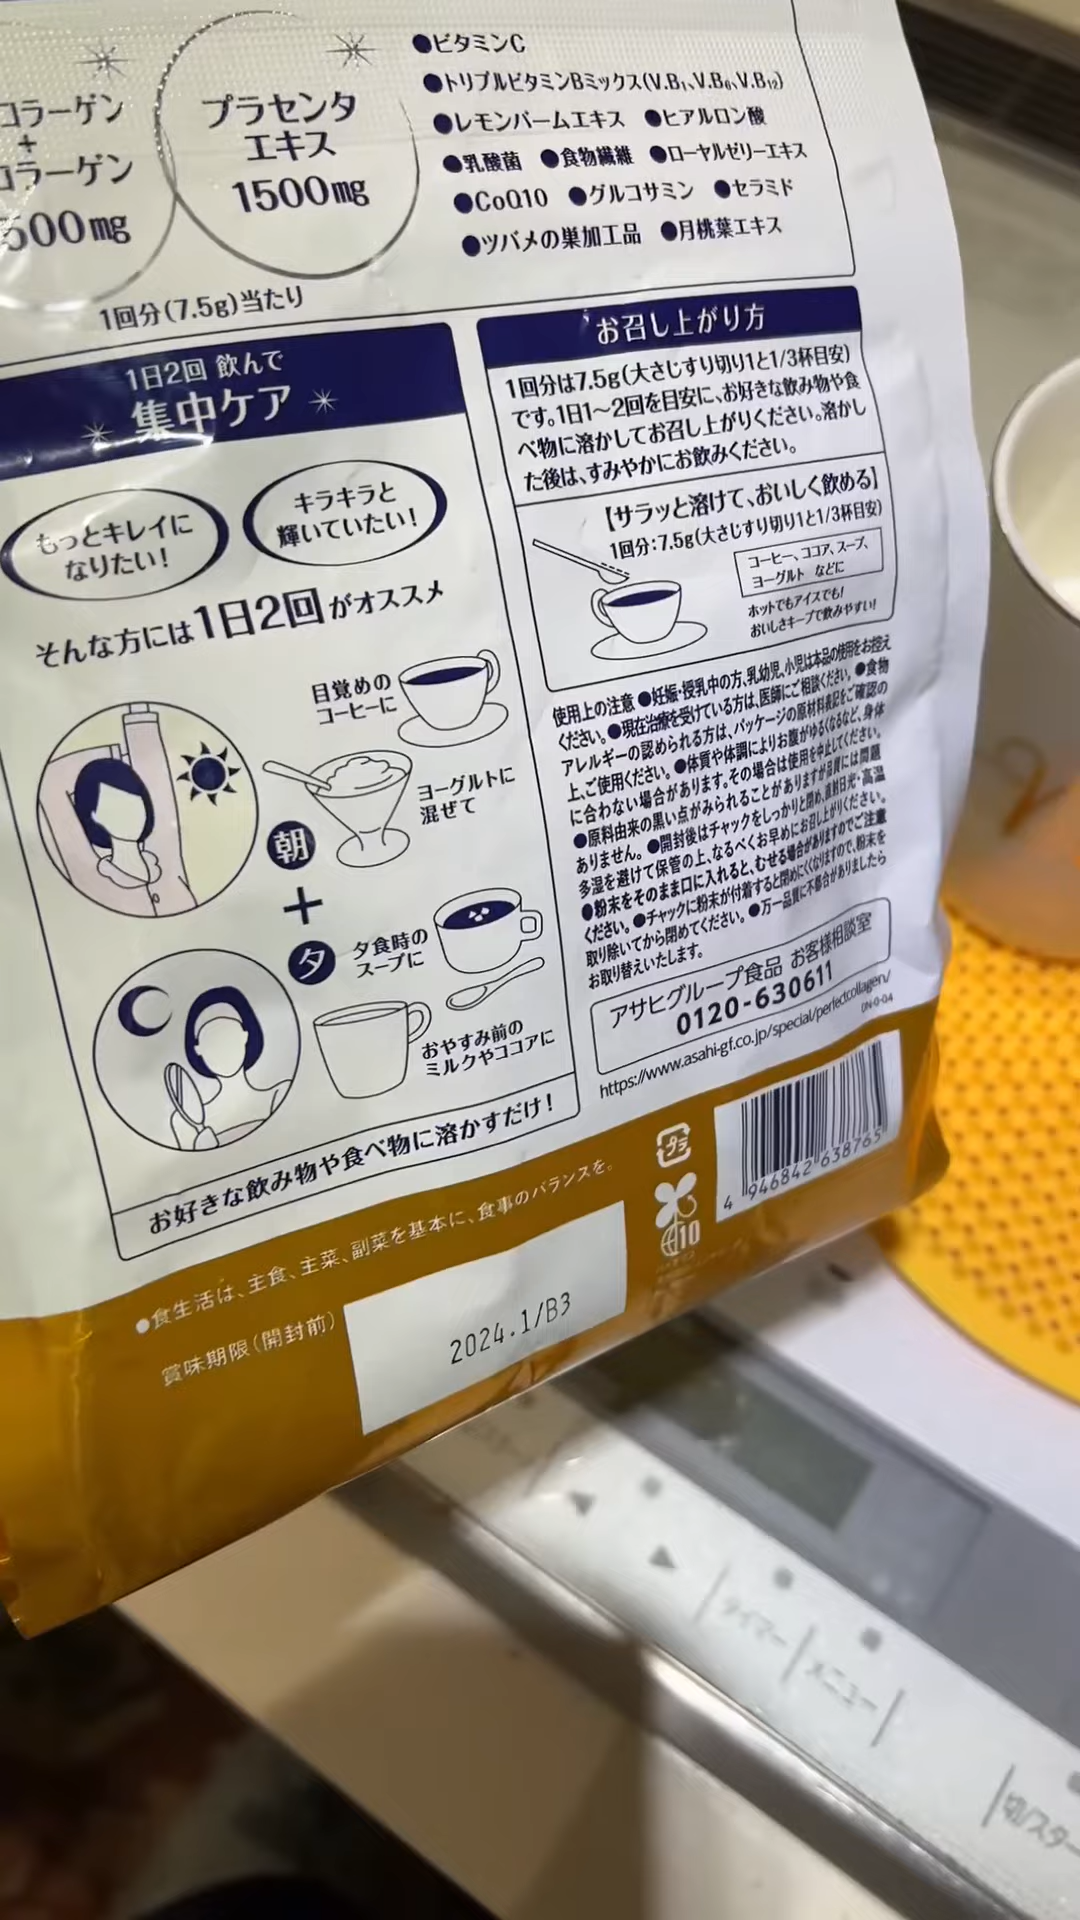 コラーゲン
+
コラーゲン
500mg
プラセンタ
エキス
1500mg
●ビタミンC
●トリプルビタミンBミックス(V.B₁、V.B₆、V.B₁₂)
●レモンバームエキス ●ヒアルロン酸
●乳酸菌 ●食物繊維 ●ローヤルゼリーエキス
●CoQ10 ●グルコサミン ●セラミド
●ツバメの巣加工品 ●月桃葉エキス
1回分(7.5g)当たり
1日2回 飲んで
集中ケア
もっとキレイに
なりたい!
キラキラと
輝いていたい!
そんな方には1日2回がオススメ
目覚めの
コーヒーに
ヨーグルトに
混ぜて
朝
+
夕
夕食時の
スープに
おやすみ前の
ミルクやココアに
お好きな飲み物や食べ物に溶かすだけ!
お召し上がり方
1回分は7.5g(大さじすり切り1と1/3杯目安)
です。1日1〜2回を目安に、お好きな飲み物や食
べ物に溶かしてお召し上がりください。溶かし
た後は、すみやかにお飲みください。
【サラッと溶けて、おいしく飲める】
1回分:7.5g(大さじすり切り1と1/3杯目安)
コーヒー、ココア、スープ、
ヨーグルト などに
ホットでもアイスでも!
おいしさキープで飲みやすい!
使用上の注意 ●妊娠・授乳中の方、乳幼児、小児は本品の使用をお控え
ください。●現在治療を受けている方は、医師にご相談ください。●食物
アレルギーの認められる方は、パッケージの原材料表記をご確認の
上、ご使用ください。●体質や体調によりお腹がゆるくなるなど、身体
に合わない場合があります。その場合は使用を中止してください。
●原料由来の黒い点がみられることがありますが品質には問題
ありません。●開封後はチャックをしっかりと閉め、直射日光・高温
多湿を避けて保管の上、なるべくお早めにお召し上がりください。
●粉末をそのまま口に入れると、むせる場合がありますのでご注意
ください。●チャックに粉末が付着すると閉めにくくなりますので、粉末を
取り除いてから閉めてください。●万一品質に不都合がありましたら
お取り替えいたします。
アサヒグループ食品 お客様相談室
0120-630611
https://www.asahi-gf.co.jp/special/perfectcollagen/
DN-0-04
プラ
10
4 946842 638765
●食生活は、主食、主菜、副菜を基本に、食事のバランスを。
賞味期限(開封前)
2024.1/B3
タイマー
メニュー
切/スター